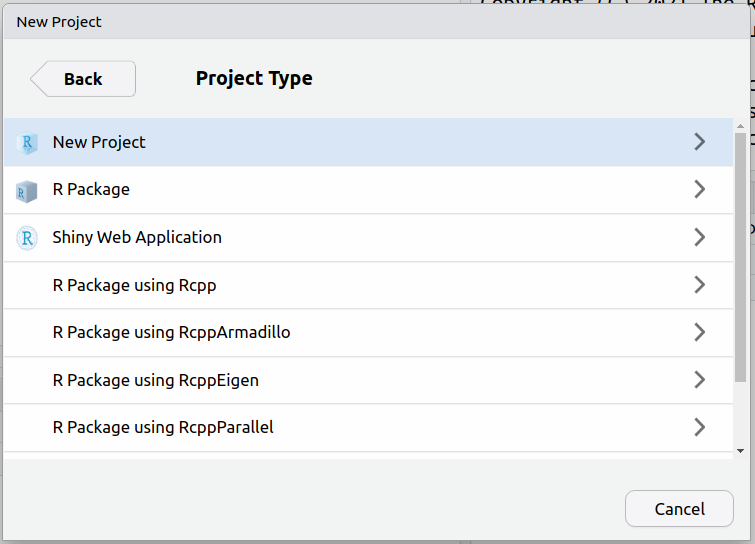 New Project
Back
Project Type
New Project
R Package
Shiny Web Application
R Package using Rcpp
R Package using RcppArmadillo
R Package using RcppEigen
R Package using RcppParallel
Cancel